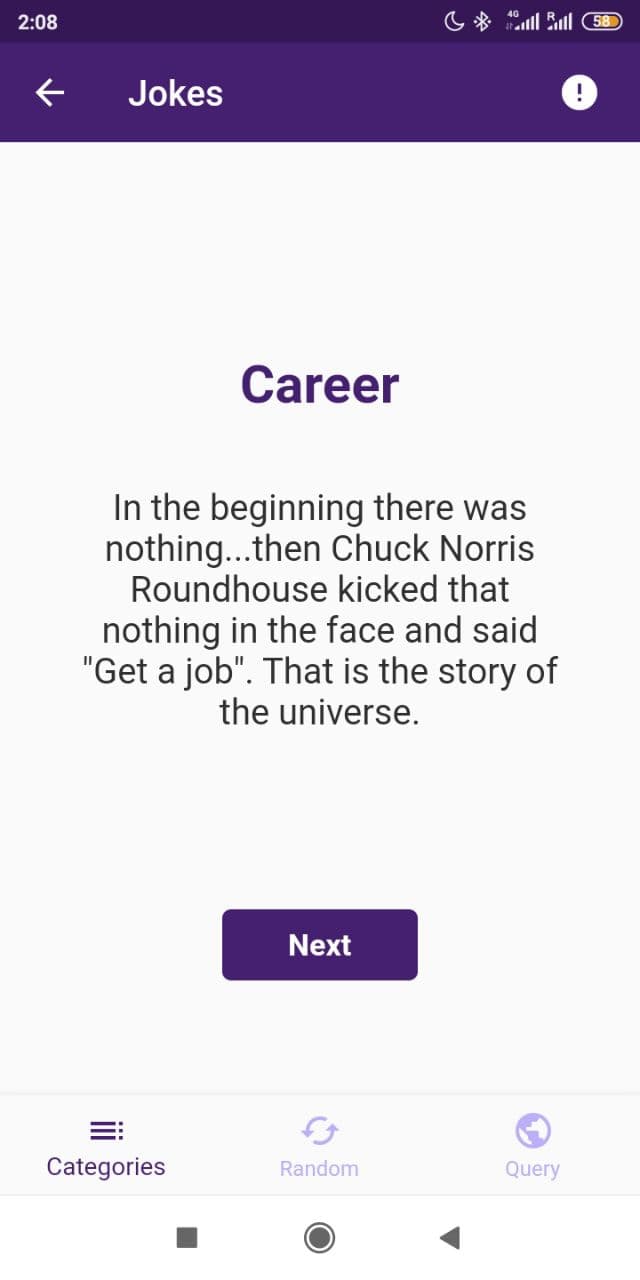 2:08
4G R 58
Jokes
Career
In the beginning there was
nothing...then Chuck Norris
Roundhouse kicked that
nothing in the face and said
"Get a job". That is the story of
the universe.
Next
Categories
Random
Query